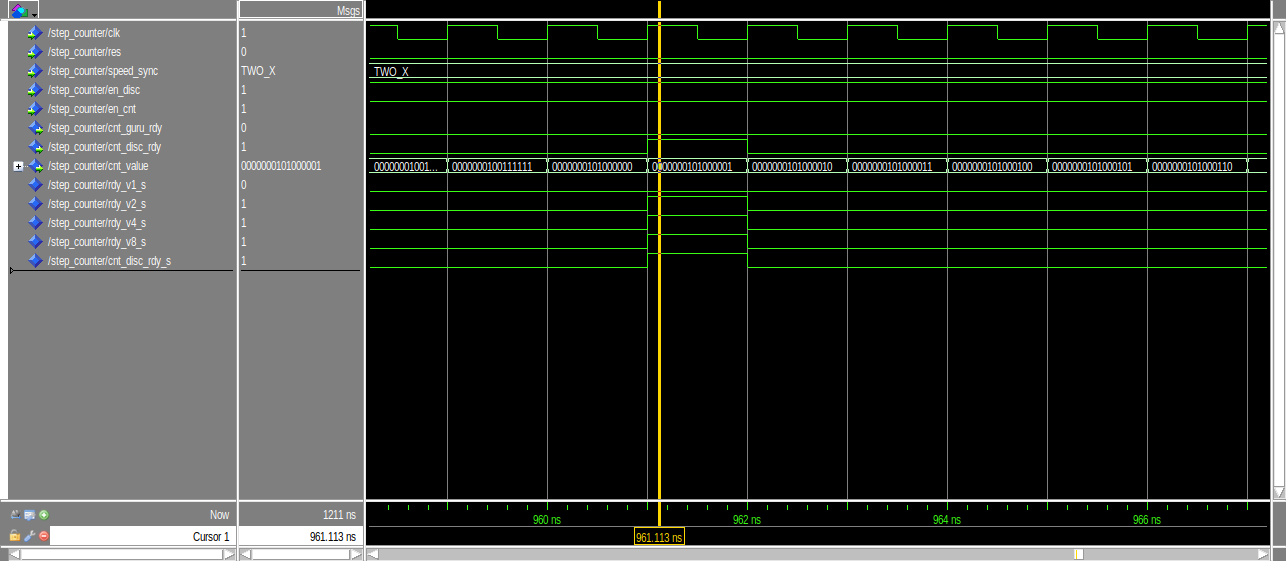 Msgs
/step_counter/clk 1
/step_counter/res 0
/step_counter/speed_sync TWO_X TWO_X
/step_counter/en_disc 1
/step_counter/en_cnt 1
/step_counter/cnt_guru_rdy 0
/step_counter/cnt_disc_rdy 1
/step_counter/cnt_value 0000000101000001 00000001001... 0000000100111111 0000000101000000 0000000101000001 0000000101000010 0000000101000011 0000000101000100 0000000101000101 0000000101000110
/step_counter/rdy_v1_s 0
/step_counter/rdy_v2_s 1
/step_counter/rdy_v4_s 1
/step_counter/rdy_v8_s 1
/step_counter/cnt_disc_rdy_s 1
Now 1211 ns 960 ns 962 ns 964 ns 966 ns
Cursor 1 961.113 ns 961.113 ns